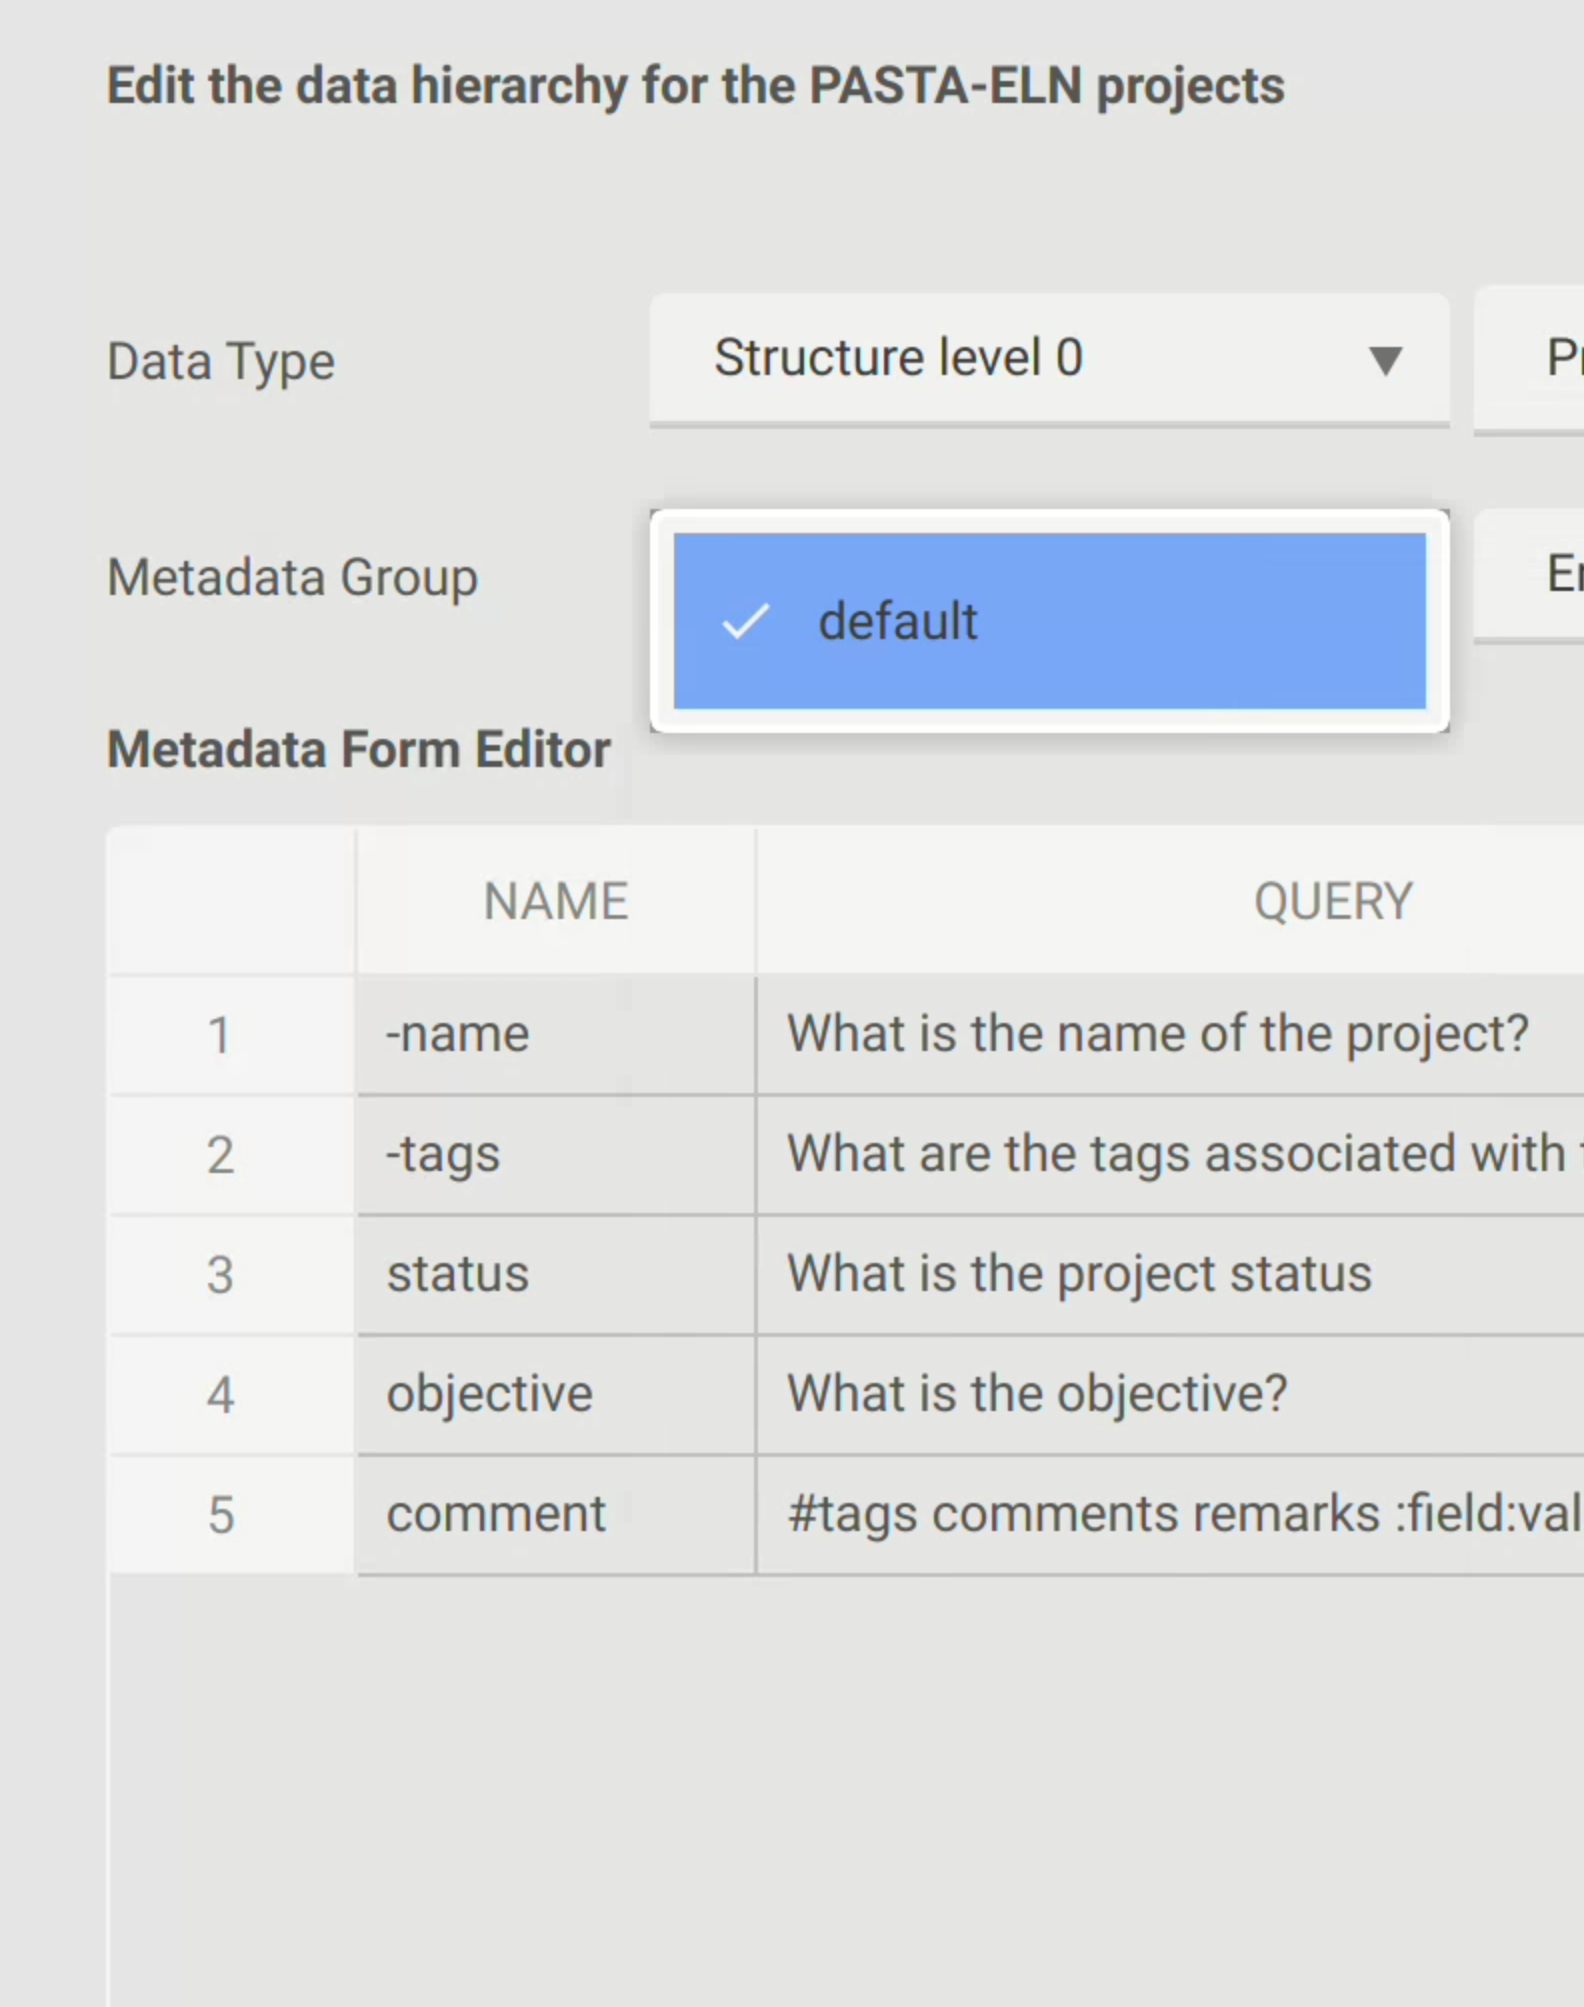 Edit the data hierarchy for the PASTA-ELN projects
Data Type
Structure level 0
Metadata Group
default
Metadata Form Editor
NAME QUERY
1 -name What is the name of the project?
2 -tags What are the tags associated with
3 status What is the project status
4 objective What is the objective?
5 comment #tags comments remarks :field:val